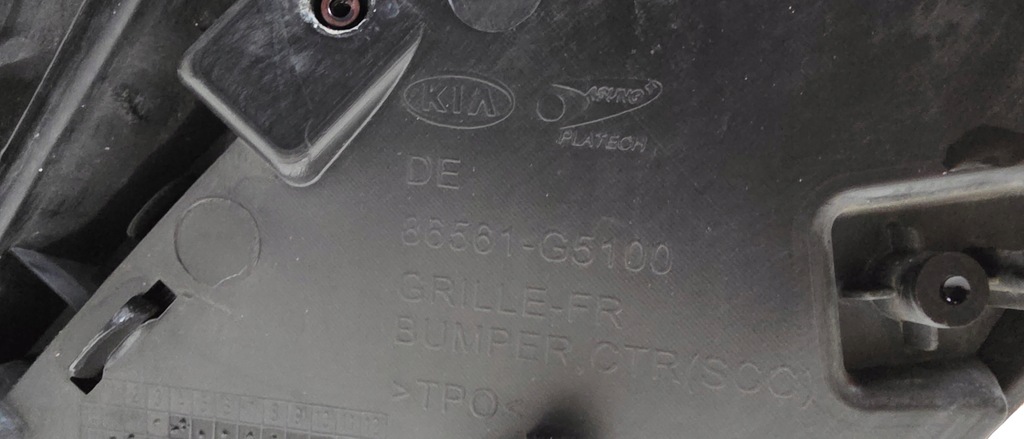 KIA
PLATECH
DE
86561-G5100
GRILLE-FR
BUMPER, CTR(SCC)
>TPO<